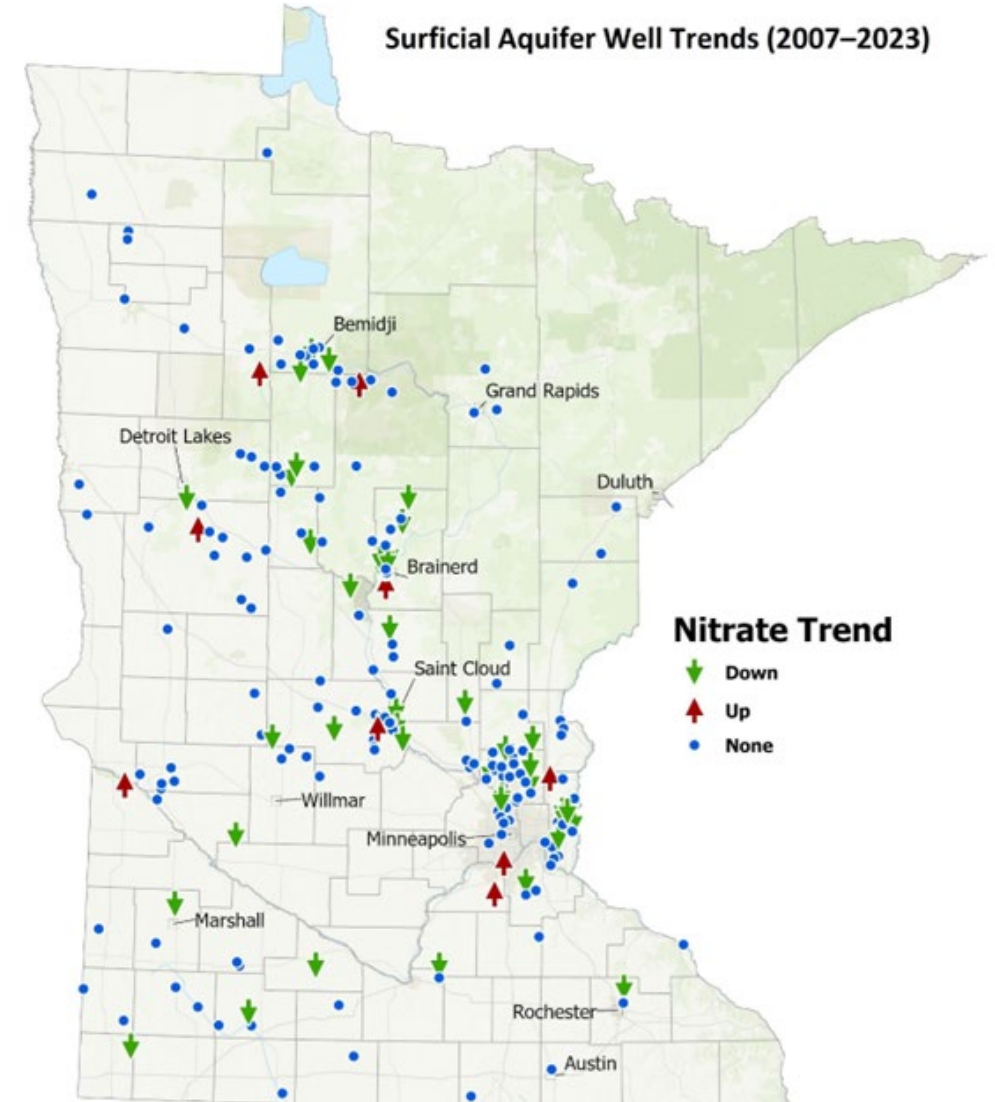 Surficial Aquifer Well Trends (2007–2023)
Bemidji
Grand Rapids
Detroit Lakes
Duluth
Brainerd
Nitrate Trend
Saint Cloud
Down
Up
None
Willmar
Minneapolis
Marshall
Rochester
Austin